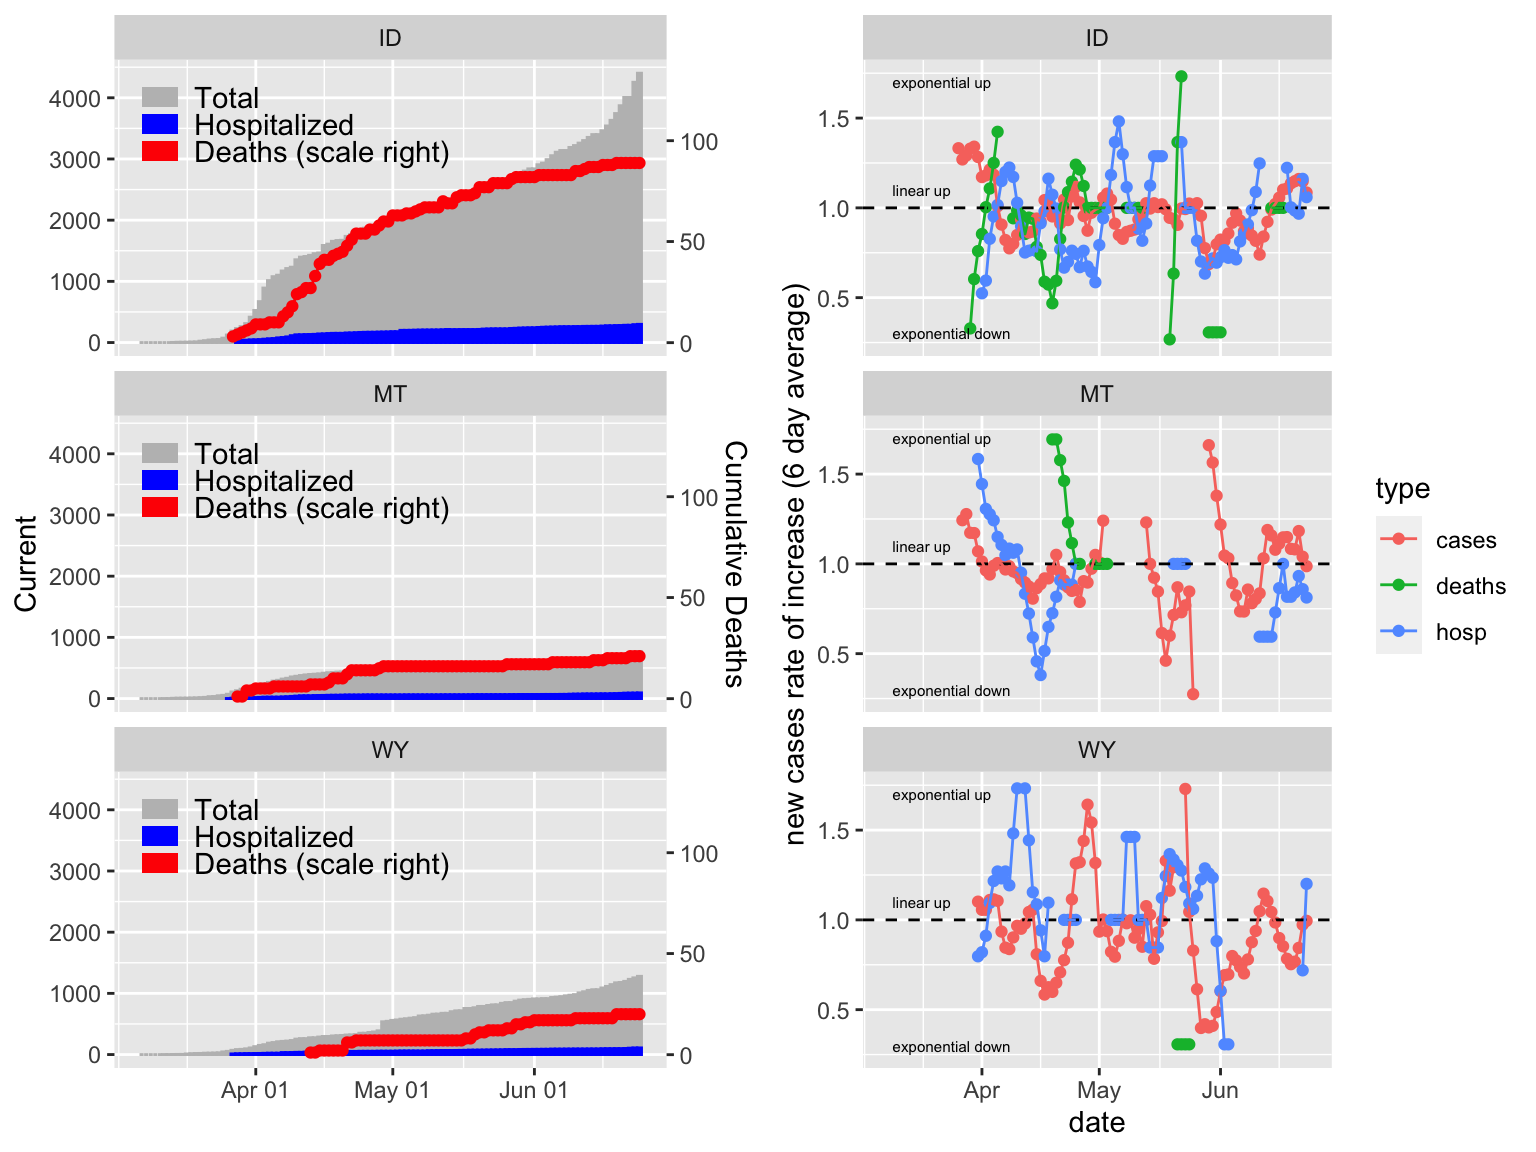 ID
4000
3000
2000
1000
0
Total
Hospitalized
Deaths (scale right)
100
50
0
MT
4000
3000
2000
1000
0
Total
Hospitalized
Deaths (scale right)
100
50
0
WY
4000
3000
2000
1000
0
Total
Hospitalized
Deaths (scale right)
100
50
0
Apr 01
May 01
Jun 01
Current
Cumulative Deaths
new cases rate of increase (6 day average)
ID
1.5
1.0
0.5
exponential up
linear up
exponential down
MT
1.5
1.0
0.5
exponential up
linear up
exponential down
WY
1.5
1.0
0.5
exponential up
linear up
exponential down
Apr
May
Jun
date
type
cases
deaths
hosp